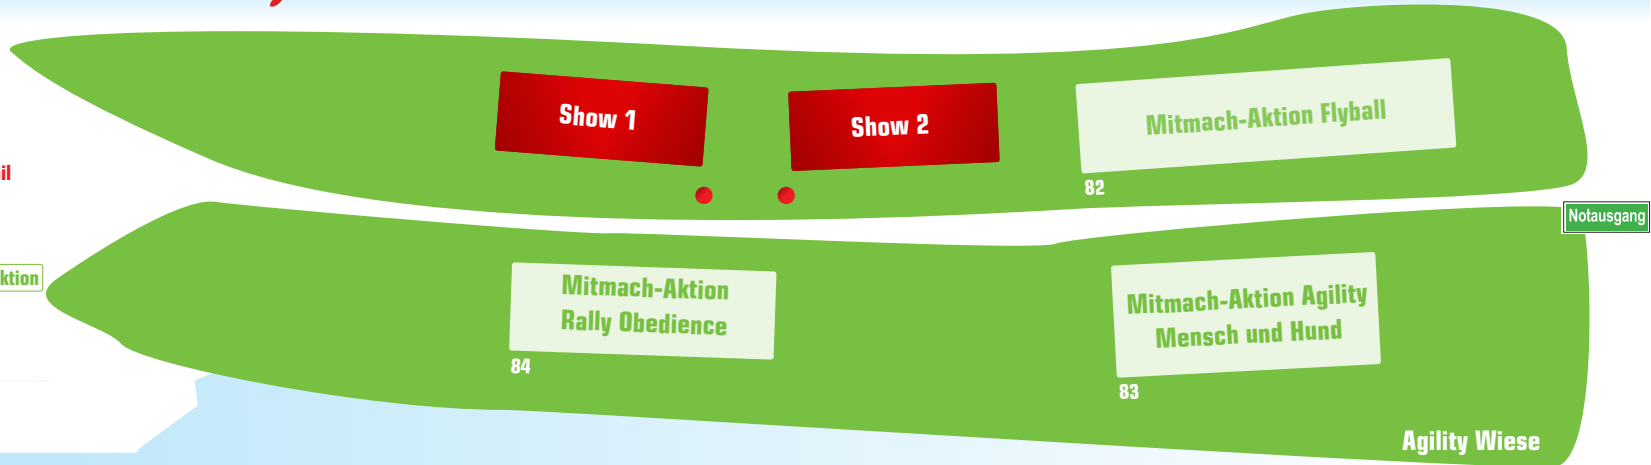 Show 1
Show 2
Mitmach-Aktion Flyball
82
Notausgang
Mitmach-Aktion
Rally Obedience
84
Mitmach-Aktion Agility
Mensch und Hund
83
Agility Wiese